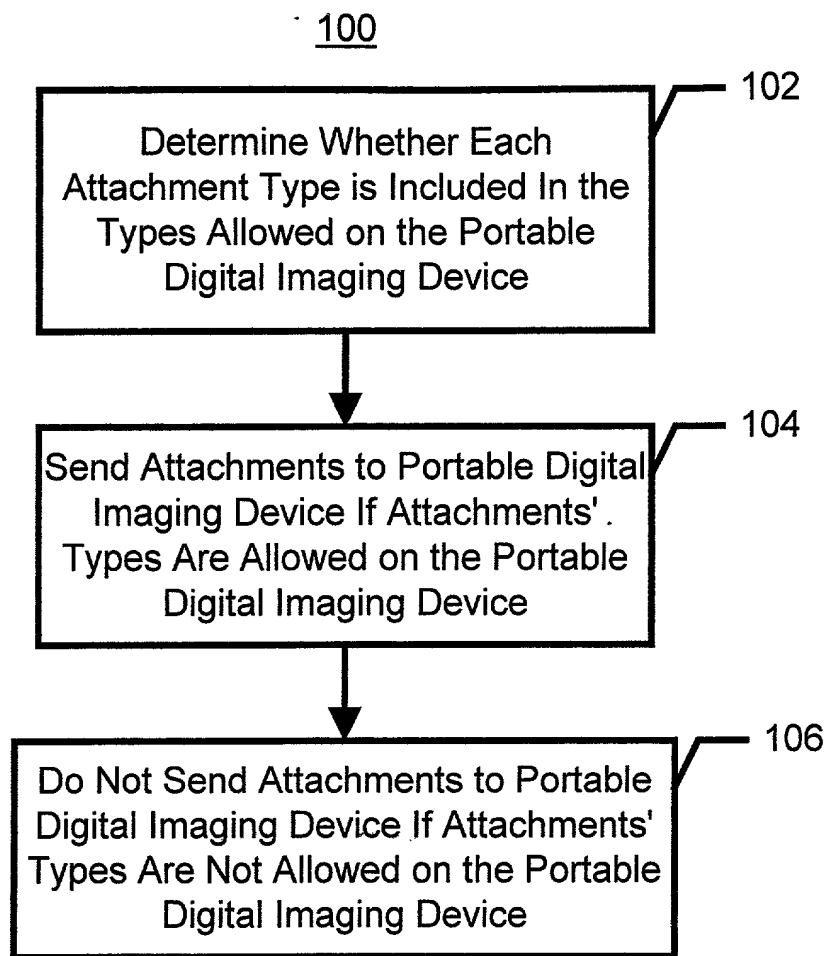 100
102
Determine Whether Each
Attachment Type is Included In the
Types Allowed on the Portable
Digital Imaging Device
104
Send Attachments to Portable Digital
Imaging Device If Attachments'
Types Are Allowed on the Portable
Digital Imaging Device
106
Do Not Send Attachments to Portable
Digital Imaging Device If Attachments'
Types Are Not Allowed on the Portable
Digital Imaging Device